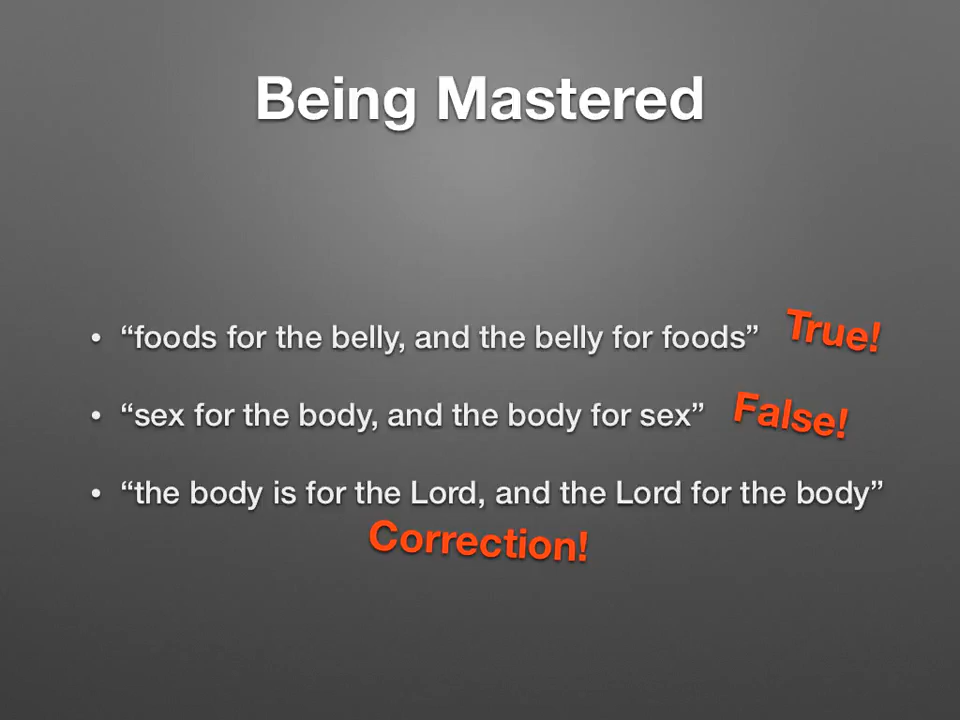 Being Mastered
• “foods for the belly, and the belly for foods” True!
• “sex for the body, and the body for sex” False!
• “the body is for the Lord, and the Lord for the body”
Correction!